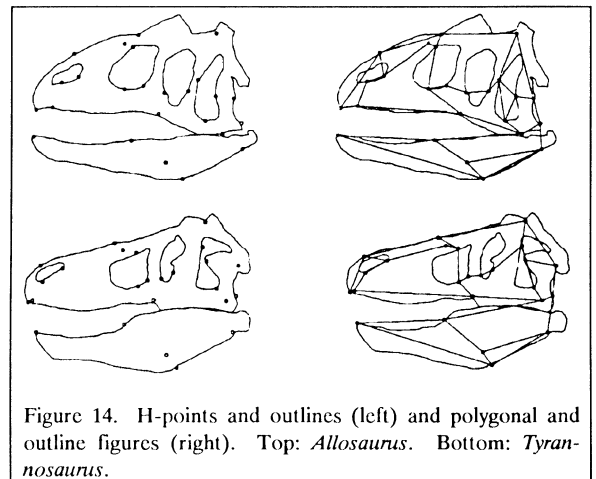 Figure 14. H-points and outlines (left) and polygonal and
outline figures (right). Top: Allosaurus. Bottom: Tyran-
nosaurus.